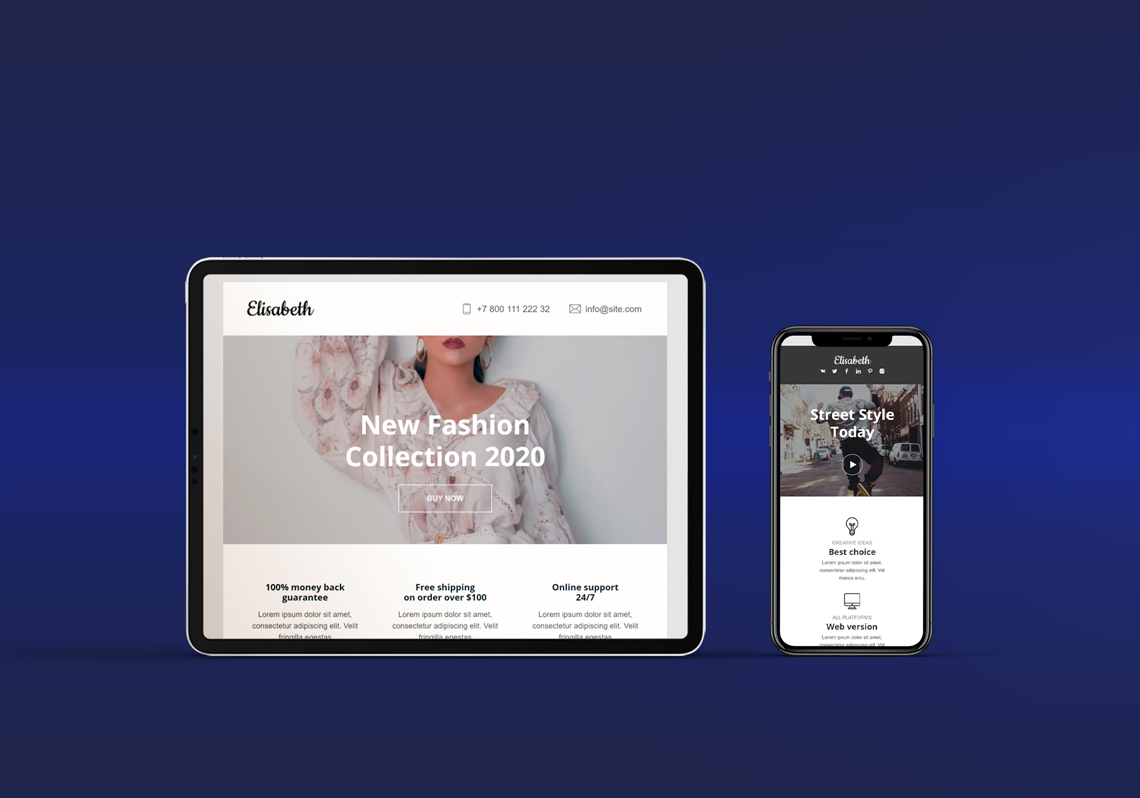 Elisabeth
+7 800 111 222 32
info@site.com
New Fashion
Collection 2020
BUY NOW
100% money back
guarantee
Free shipping
on order over $100
Online support
24/7
Lorem ipsum dolor sit amet,
consectetur adipiscing elit. Velit
fringilla egestas
Lorem ipsum dolor sit amet,
consectetur adipiscing elit. Velit
fringilla egestas
Lorem ipsum dolor sit amet,
consectetur adipiscing elit. Velit
fringilla egestas
Elisabeth
Street Style
Today
CREATIVE IDEAS
Best choice
Lorem ipsum dolor sit amet,
consectetur adipiscing elit. Vel
massa arcu.
ALL PLATFORMS
Web version
Lorem ipsum dolor sit amet,